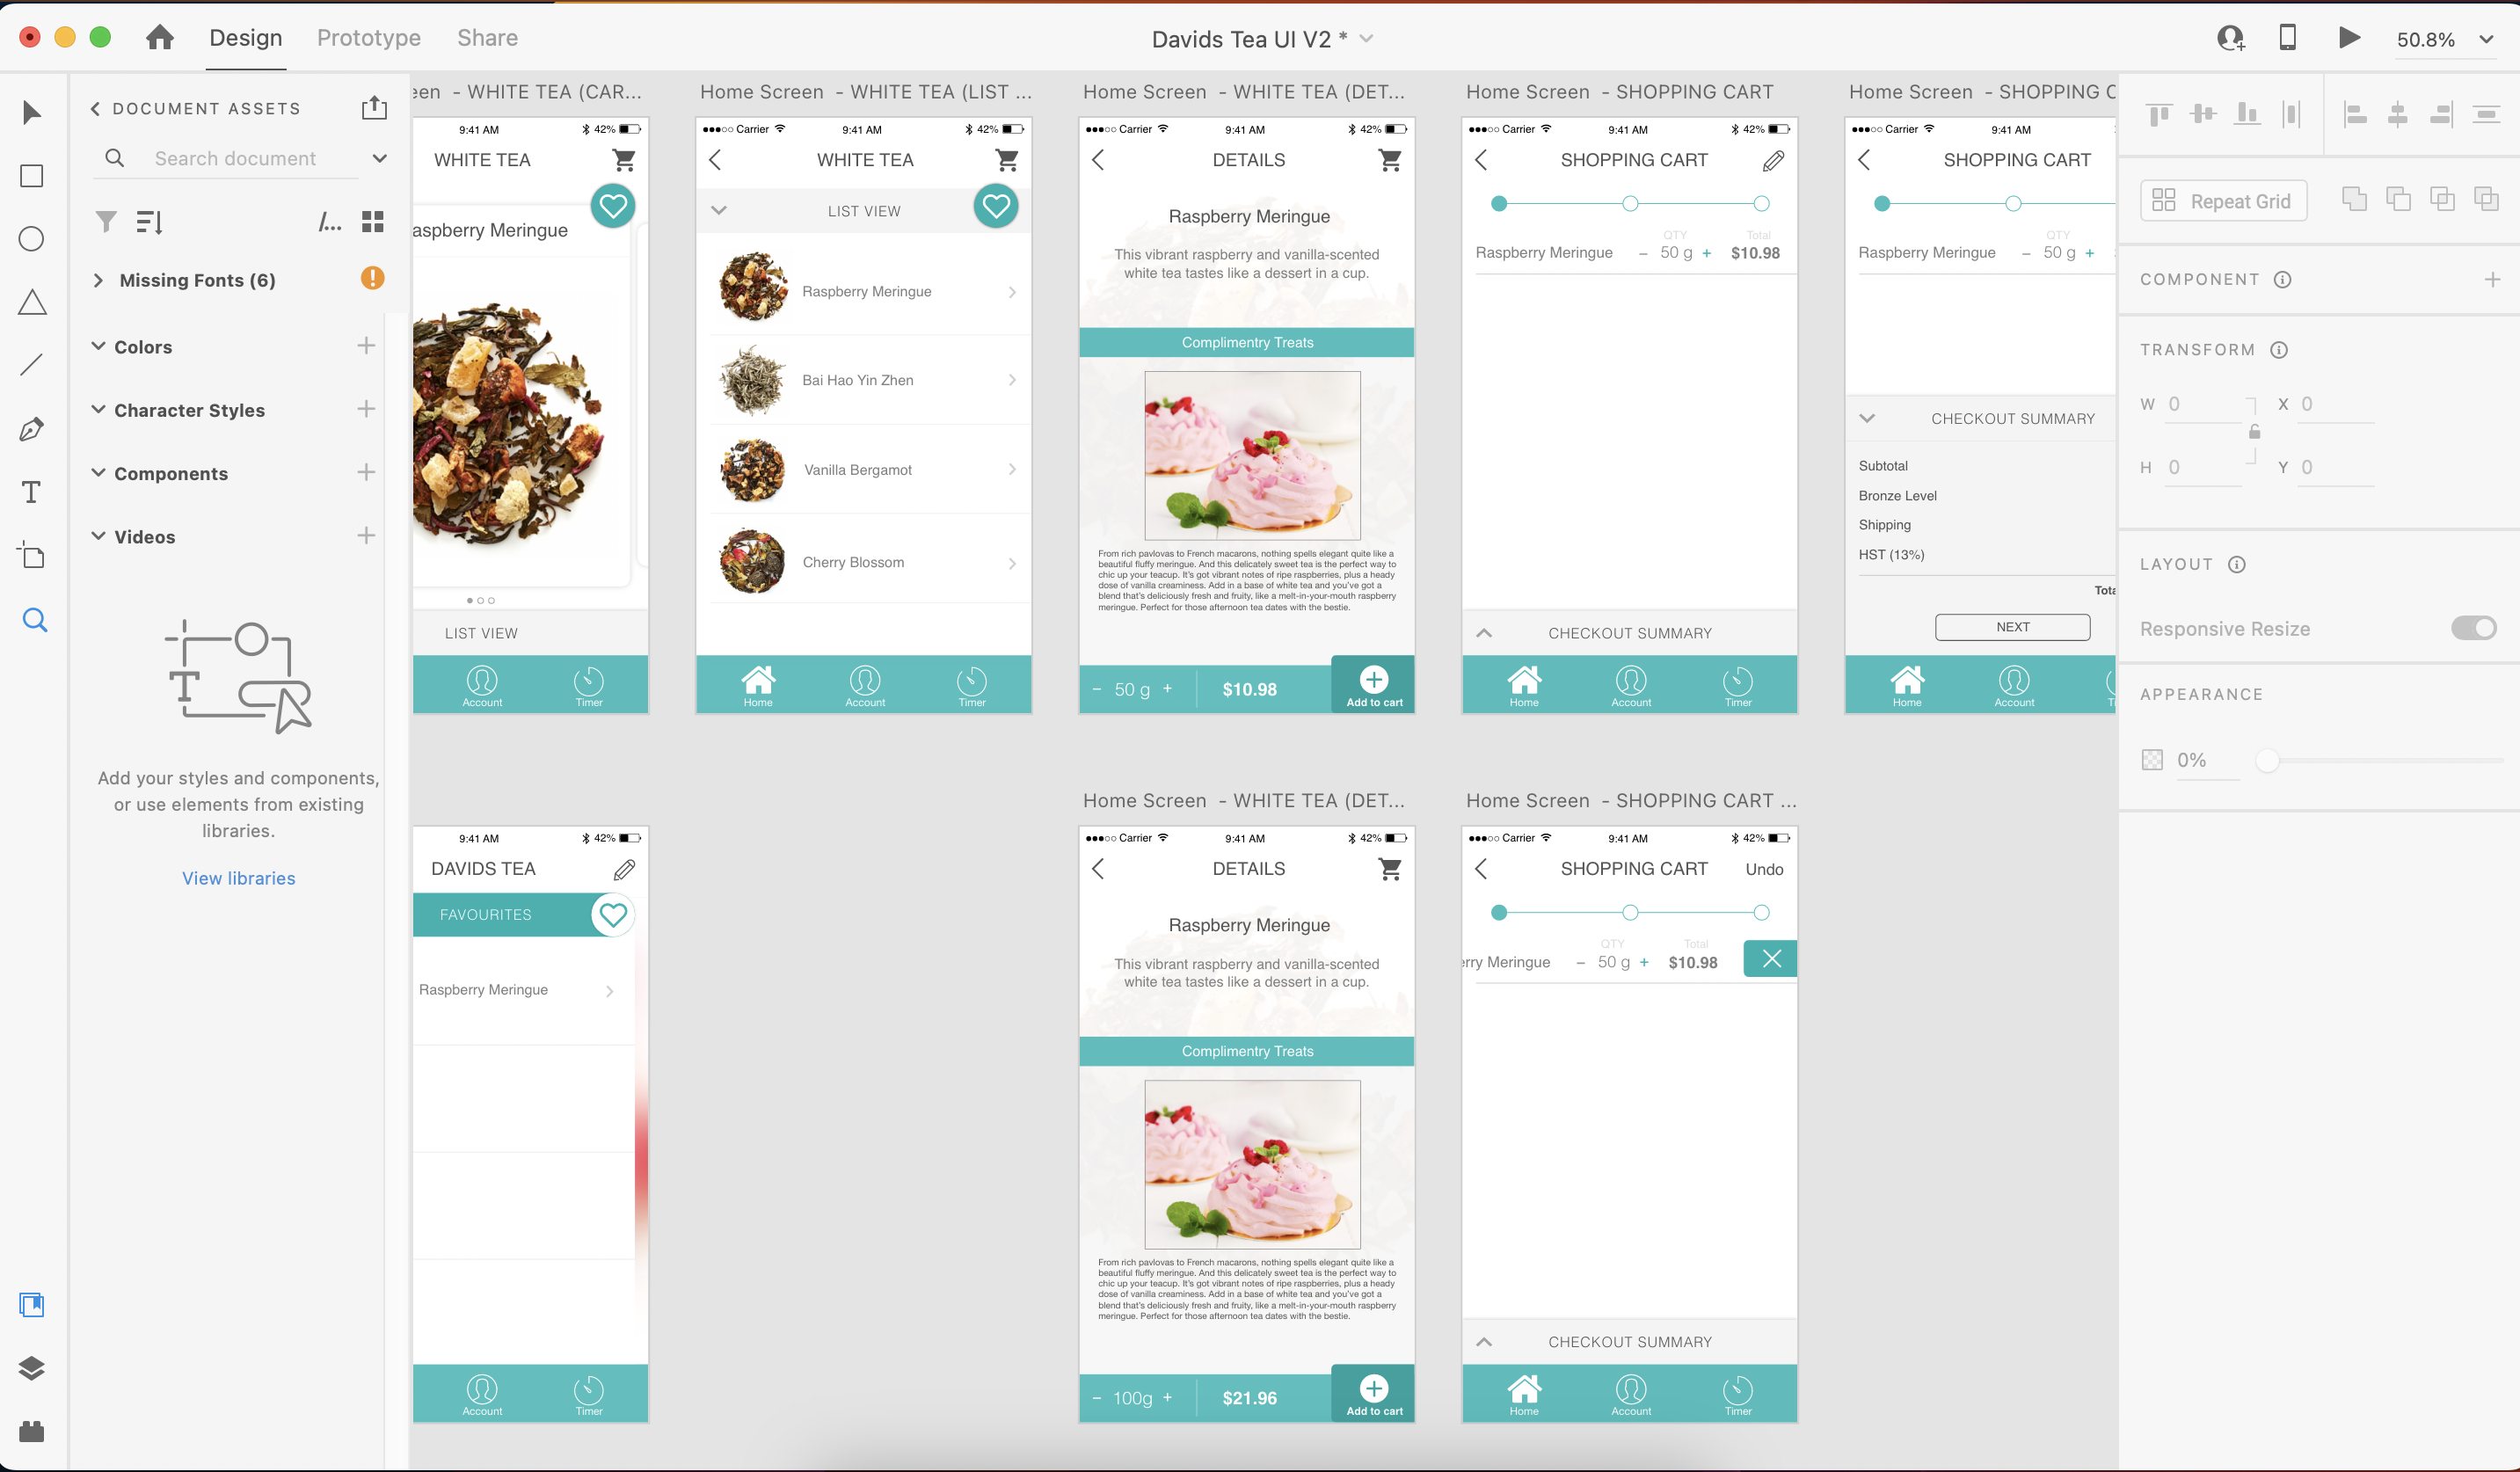 Design Prototype Share
Davids Tea UI V2 *
50.8%
DOCUMENT ASSETS
Search document
/...
Missing Fonts (6)
Colors
Character Styles
Components
Videos
T
Add your styles and components,
or use elements from existing
libraries.
View libraries
een - WHITE TEA (CAR...
9:41 AM 42%
WHITE TEA
aspberry Meringue
LIST VIEW
Account Timer
Home Screen - WHITE TEA (LIST ...
Carrier 9:41 AM 42%
WHITE TEA
LIST VIEW
Raspberry Meringue
Bai Hao Yin Zhen
Vanilla Bergamot
Cherry Blossom
Home Account Timer
Home Screen - WHITE TEA (DET...
Carrier 9:41 AM 42%
DETAILS
Raspberry Meringue
This vibrant raspberry and vanilla-scented
white tea tastes like a dessert in a cup.
Complimentry Treats
From rich pavlovas to French macarons, nothing spells elegant quite like a
beautiful fluffy meringue. And this delicately sweet tea is the perfect way to
chic up your teacup. It's got vibrant notes of ripe raspberries, plus a heady
dose of vanilla creaminess. Add in a base of white tea and you've got a
blend that's deliciously fresh and fruity, like a melt-in-your-mouth raspberry
meringue. Perfect for those afternoon tea dates with the bestie.
− 50 g + $10.98 Add to cart
Home Screen - SHOPPING CART
Carrier 9:41 AM 42%
SHOPPING CART
QTY Total
Raspberry Meringue − 50 g + $10.98
CHECKOUT SUMMARY
Home Account Timer
Home Screen - SHOPPING C
Carrier 9:41 AM
SHOPPING CART
QTY
Raspberry Meringue − 50 g +
CHECKOUT SUMMARY
Subtotal
Bronze Level
Shipping
HST (13%)
Tota
NEXT
Home Account Ti
9:41 AM 42%
DAVIDS TEA
FAVOURITES
Raspberry Meringue
Account Timer
Home Screen - WHITE TEA (DET...
Carrier 9:41 AM 42%
DETAILS
Raspberry Meringue
This vibrant raspberry and vanilla-scented
white tea tastes like a dessert in a cup.
Complimentry Treats
From rich pavlovas to French macarons, nothing spells elegant quite like a
beautiful fluffy meringue. And this delicately sweet tea is the perfect way to
chic up your teacup. It's got vibrant notes of ripe raspberries, plus a heady
dose of vanilla creaminess. Add in a base of white tea and you've got a
blend that's deliciously fresh and fruity, like a melt-in-your-mouth raspberry
meringue. Perfect for those afternoon tea dates with the bestie.
− 100g + $21.96 Add to cart
Home Screen - SHOPPING CART ...
Carrier 9:41 AM 42%
SHOPPING CART Undo
QTY Total
rry Meringue − 50 g + $10.98
CHECKOUT SUMMARY
Home Account Timer
Repeat Grid
COMPONENT
TRANSFORM
W 0 X 0
H 0 Y 0
LAYOUT
Responsive Resize
APPEARANCE
0%